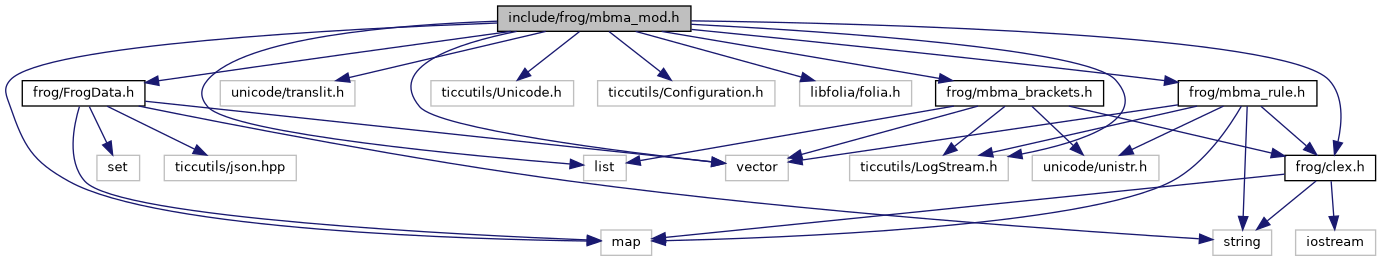 include/frog/mbma_mod.h
frog/FrogData.h
unicode/translit.h
ticcutils/Unicode.h
ticcutils/Configuration.h
libfolia/folia.h
frog/mbma_brackets.h
frog/mbma_rule.h
set
ticcutils/json.hpp
list
vector
ticcutils/LogStream.h
unicode/unistr.h
frog/clex.h
map
string
iostream